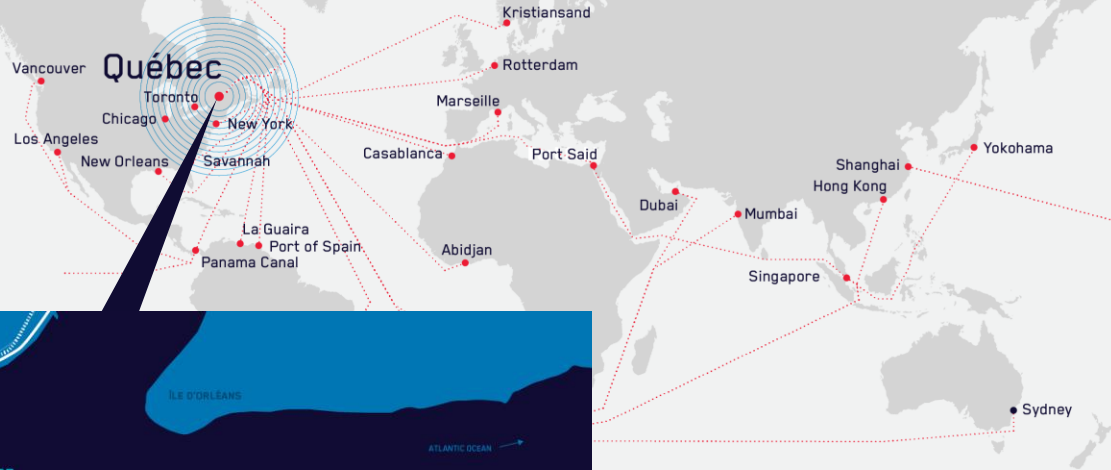 Kristiansand
Québec
Vancouver
Rotterdam
Toronto
Marseille
Chicago
New York
Los Angeles
New Orleans
Savannah
Casablanca
Port Said
Yokohama
Shanghai
Hong Kong
Dubai
Mumbai
La Guaira
Port of Spain
Abidjan
Panama Canal
Singapore
ÎLE D'ORLÉANS
Sydney
ATLANTIC OCEAN